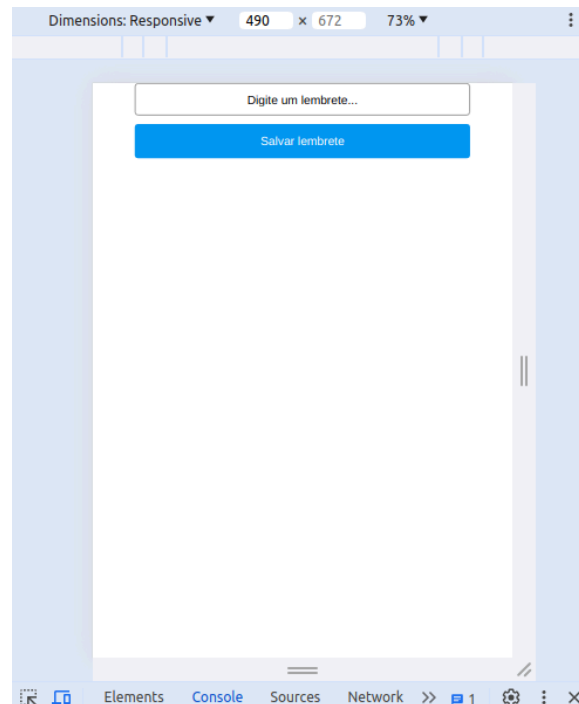 Dimensions: Responsive ▼ 490 × 672 73% ▼
Digite um lembrete...
Salvar lembrete
Elements Console Sources Network 1